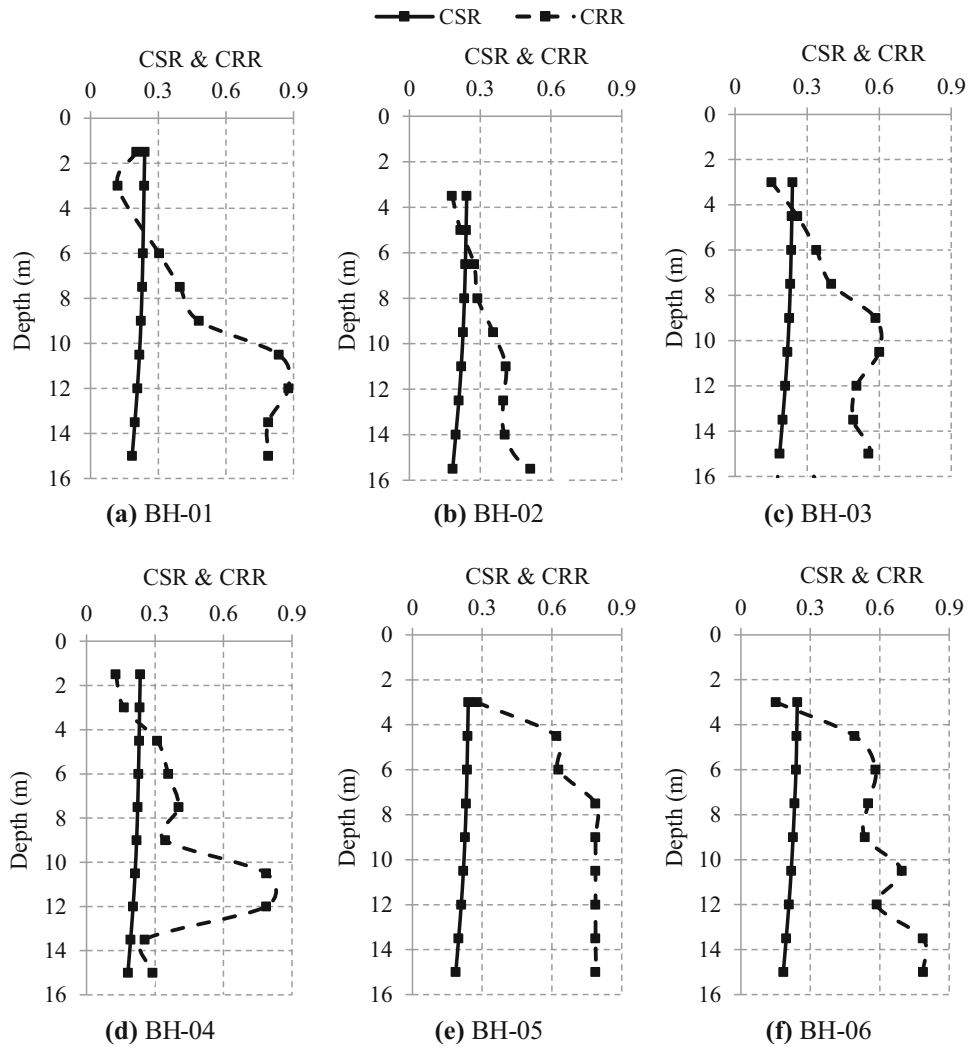 CSR CRR
CSR & CRR CSR & CRR CSR & CRR
0 0.3 0.6 0.9 0 0.3 0.6 0.9 0 0.3 0.6 0.9
0 0 0
2 2 2
4 4 4
6 6 6
8 8 8
10 10 10
12 12 12
14 14 14
16 16 16
Depth (m) Depth (m) Depth (m)
(a) BH-01 (b) BH-02 (c) BH-03
CSR & CRR CSR & CRR CSR & CRR
0 0.3 0.6 0.9 0 0.3 0.6 0.9 0 0.3 0.6 0.9
0 0 0
2 2 2
4 4 4
6 6 6
8 8 8
10 10 10
12 12 12
14 14 14
16 16 16
Depth (m) Depth (m) Depth (m)
(d) BH-04 (e) BH-05 (f) BH-06